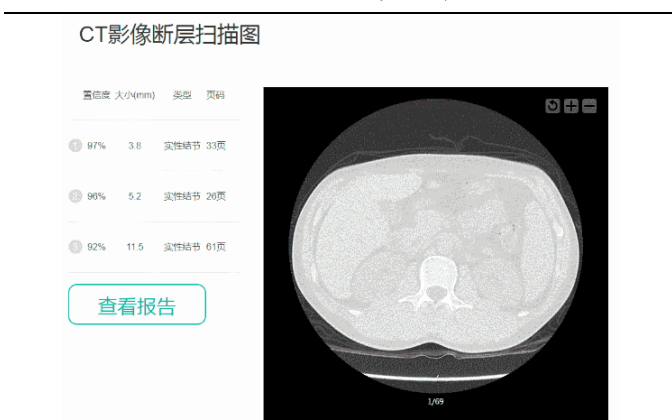 CT影像断层扫描图
置信度 大小(mm) 类型 页码
1 97% 3.8 实性结节 33页
2 96% 5.2 实性结节 26页
3 92% 11.5 实性结节 61页
查看报告
1/69